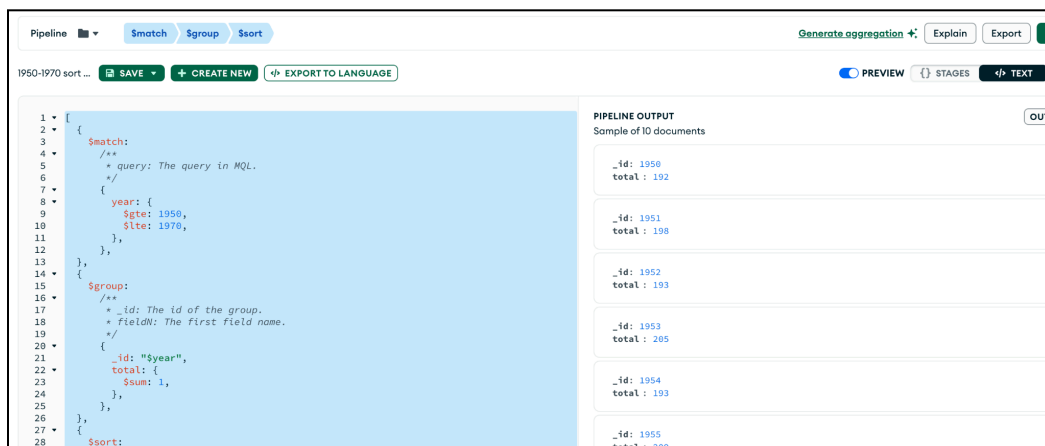 Pipeline $match $group $sort Generate aggregation Explain Export
1950-1970 sort ... SAVE + CREATE NEW </> EXPORT TO LANGUAGE PREVIEW {} STAGES </> TEXT
PIPELINE OUTPUT OU
Sample of 10 documents
1 [
2 {
3 $match:
4 /**
5 * query: The query in MQL.
6 */
7 {
8 year: {
9 $gte: 1950,
10 $lte: 1970,
11 },
12 },
13 },
14 {
15 $group:
16 /**
17 * _id: The id of the group.
18 * fieldN: The first field name.
19 */
20 {
21 _id: "$year",
22 total: {
23 $sum: 1,
24 },
25 },
26 },
27 {
28 $sort:
_id: 1950
total : 192
_id: 1951
total : 198
_id: 1952
total : 193
_id: 1953
total : 205
_id: 1954
total : 193
_id: 1955